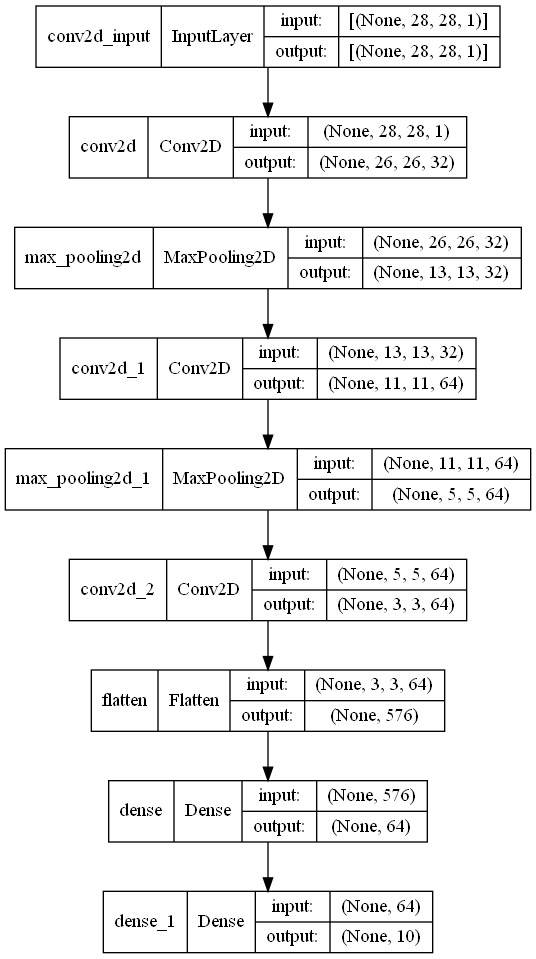 conv2d_input InputLayer input: [(None, 28, 28, 1)]
output: [(None, 28, 28, 1)]
conv2d Conv2D input: (None, 28, 28, 1)
output: (None, 26, 26, 32)
max_pooling2d MaxPooling2D input: (None, 26, 26, 32)
output: (None, 13, 13, 32)
conv2d_1 Conv2D input: (None, 13, 13, 32)
output: (None, 11, 11, 64)
max_pooling2d_1 MaxPooling2D input: (None, 11, 11, 64)
output: (None, 5, 5, 64)
conv2d_2 Conv2D input: (None, 5, 5, 64)
output: (None, 3, 3, 64)
flatten Flatten input: (None, 3, 3, 64)
output: (None, 576)
dense Dense input: (None, 576)
output: (None, 64)
dense_1 Dense input: (None, 64)
output: (None, 10)